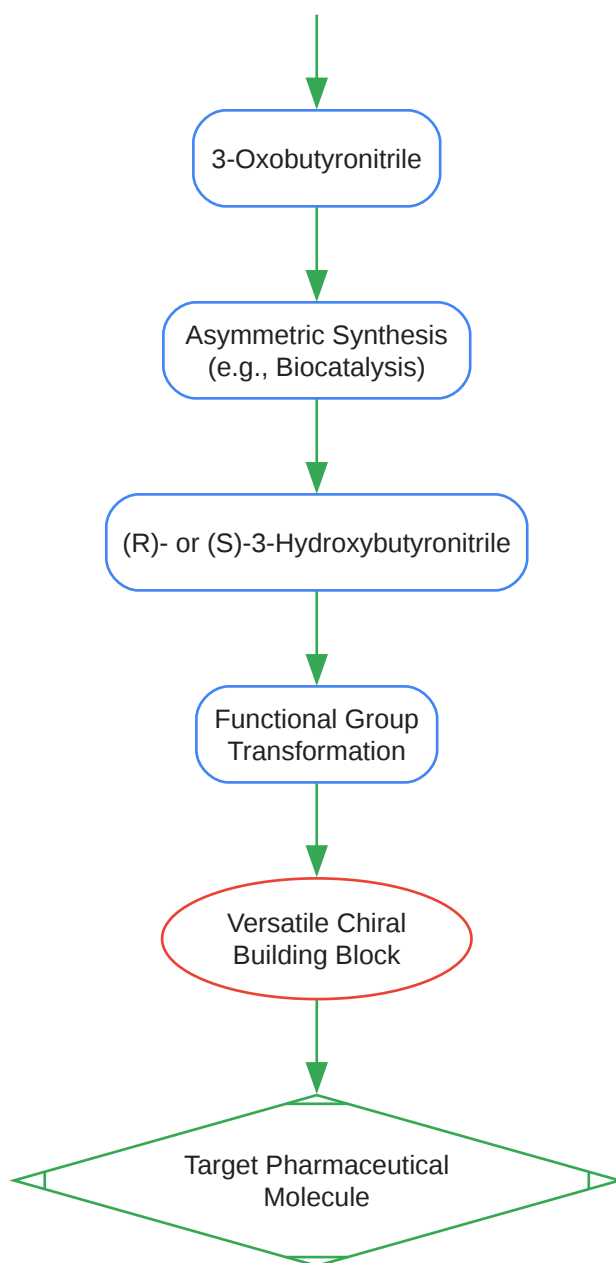 3-Oxobutyronitrile
Asymmetric Synthesis
(e.g., Biocatalysis)
(R)- or (S)-3-Hydroxybutyronitrile
Functional Group
Transformation
Versatile Chiral
Building Block
Target Pharmaceutical
Molecule